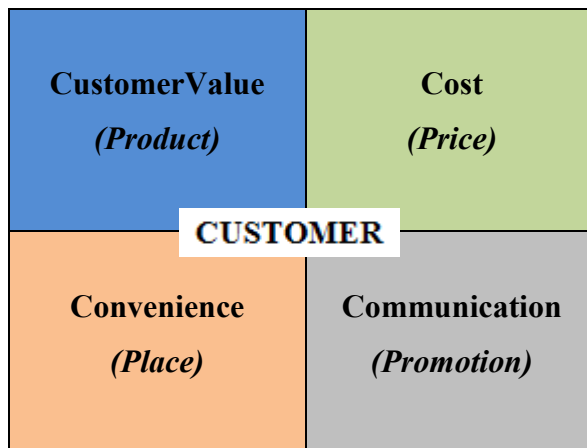 CustomerValue
(Product)
Cost
(Price)
CUSTOMER
Convenience
(Place)
Communication
(Promotion)